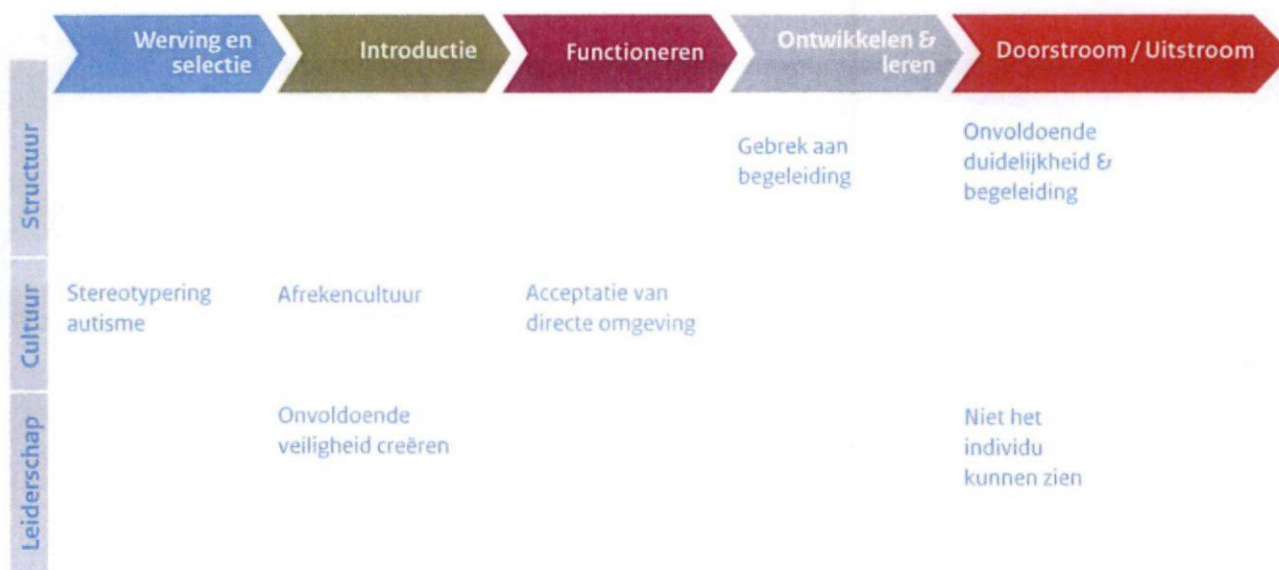 Werving en
selectie
Introductie
Functioneren
Ontwikkelen &
leren
Doorstroom / Uitstroom
Structuur
Gebrek aan
begeleiding
Onvoldoende
duidelijkheid &
begeleiding
Cultuur
Stereotypering
autisme
Afrekencultuur
Acceptatie van
directe omgeving
Leiderschap
Onvoldoende
veiligheid creëren
Niet het
individu
kunnen zien